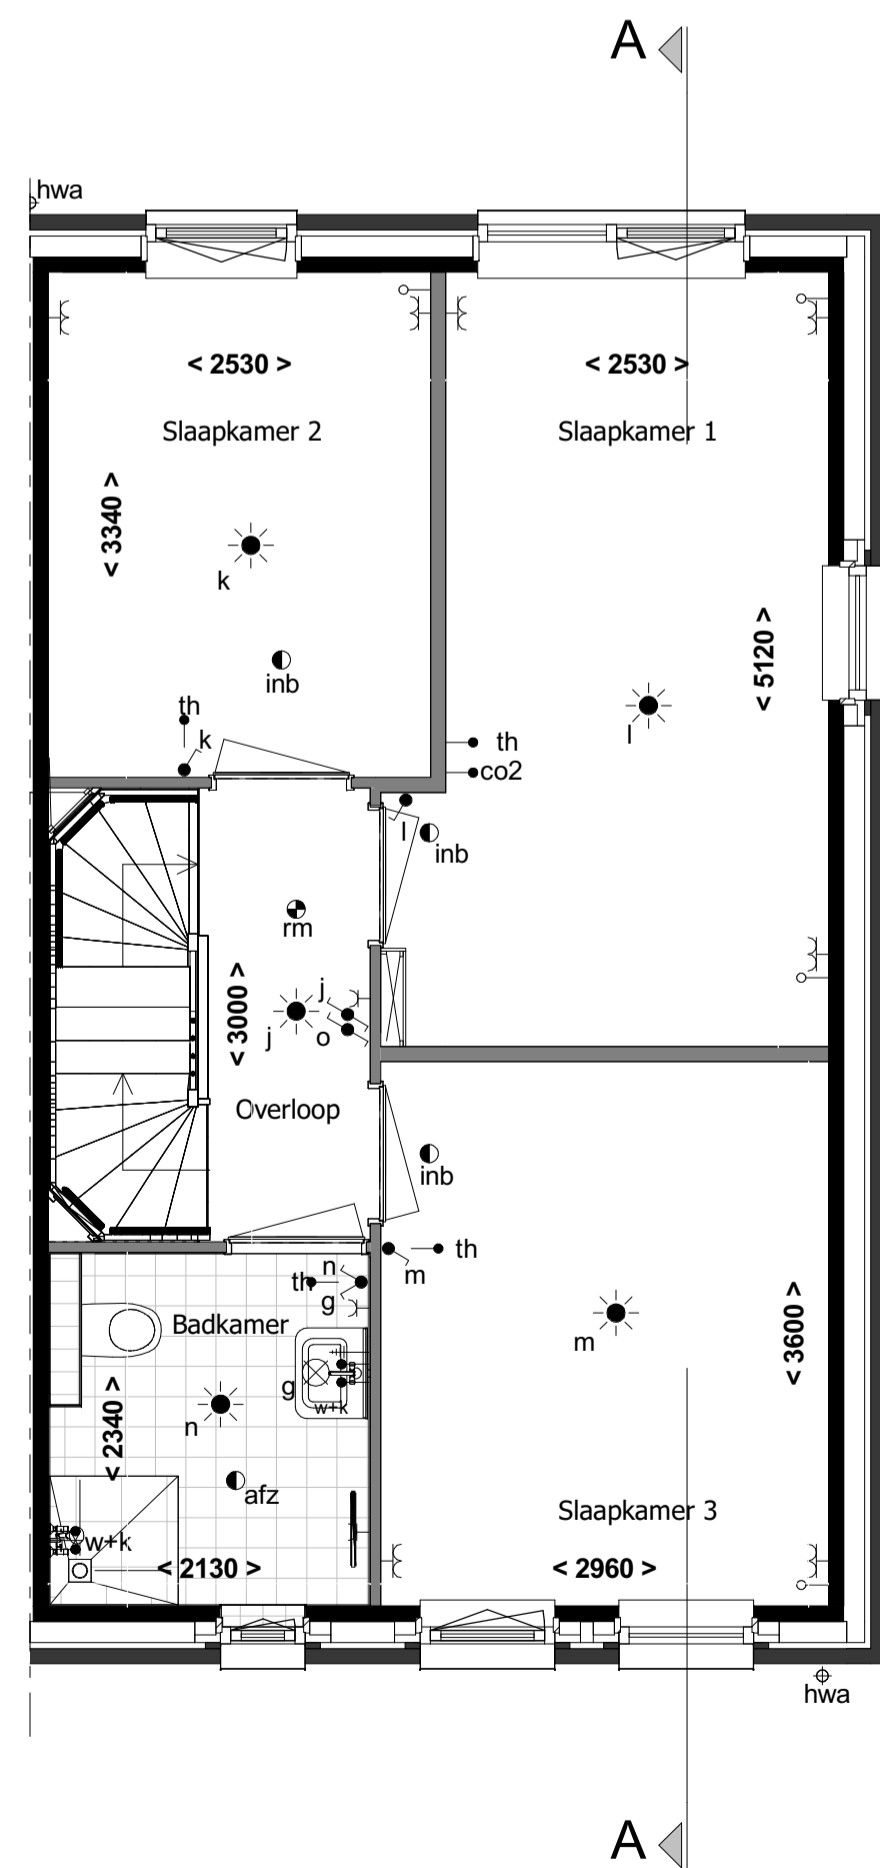 A
hwa
< 2530 >
< 2530 >
Slaapkamer 2
Slaapkamer 1
< 3340 >
k
inb
< 5120 >
l
th
k
th
co2
l
inb
rm
< 3000 >
j
j
o
Overloop
inb
th
m
n
th
g
Badkamer
m
< 3600 >
g
w+k
n
< 2340 >
afz
Slaapkamer 3
w+k
< 2130 >
< 2960 >
hwa
A